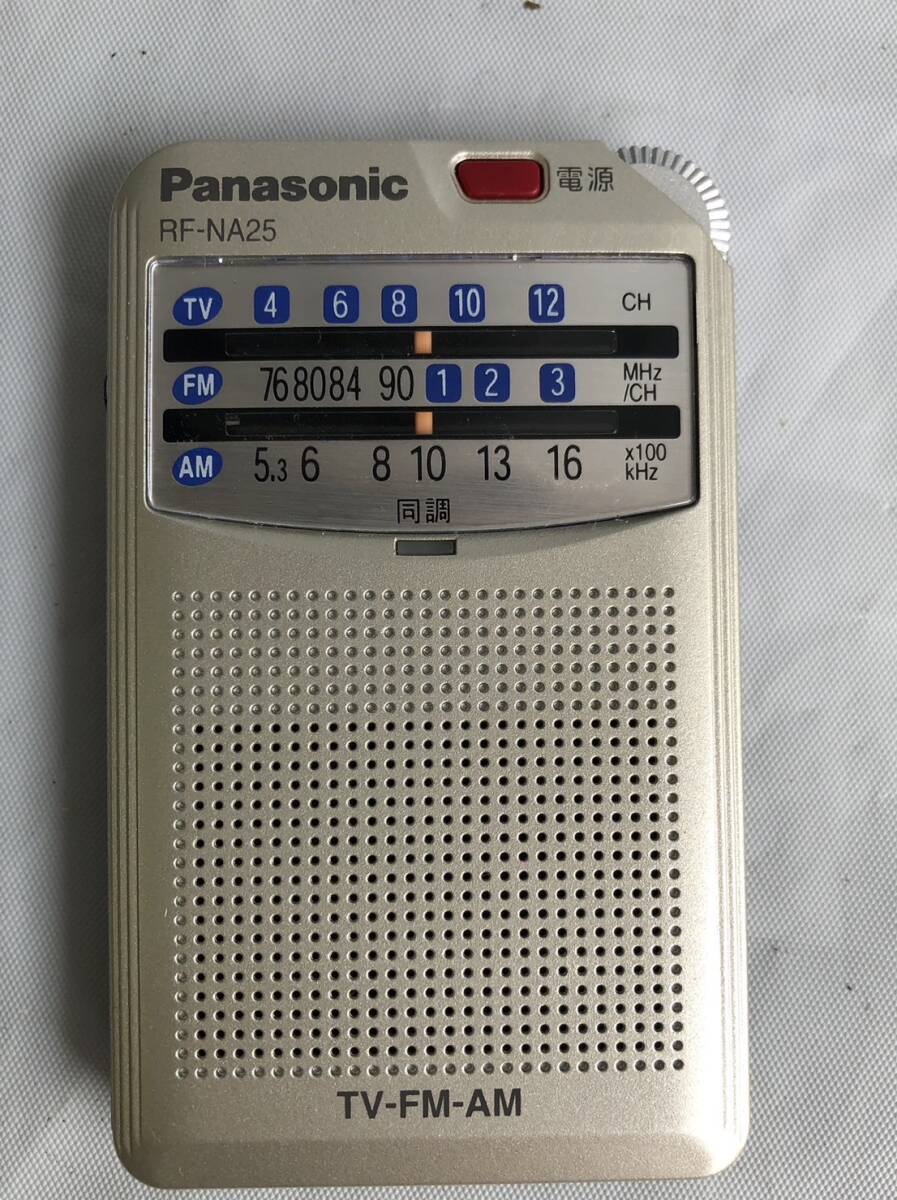 Panasonic
電源
RF-NA25
TV 4 6 8 10 12 CH
FM 76 80 84 90 1 2 3 MHz
/CH
AM 5.3 6 8 10 13 16 x100
kHz
同調
TV-FM-AM